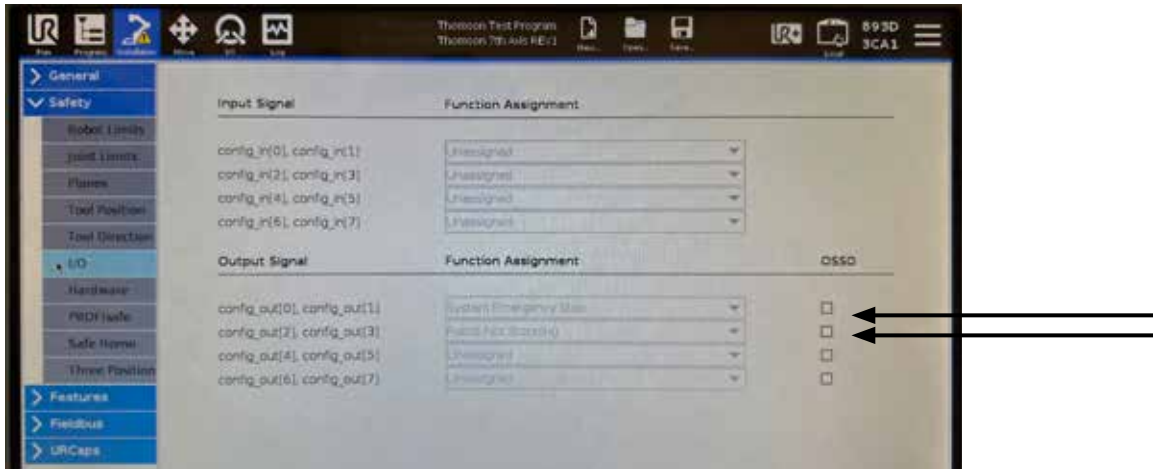 UR
Run
Program
Installation
Move
I/O
Log
Thomson Test Program
Thomson 7th Axis REV1
New...
Open...
Save...
R+
Local
893D
3CA1
General
Safety
Robot Limits
Joint Limits
Planes
Tool Position
Tool Direction
I/O
Hardware
PROFIsafe
Safe Home
Three Position
Features
Fieldbus
URCaps
Input Signal Function Assignment
config_in[0], config_in[1] Unassigned
config_in[2], config_in[3] Unassigned
config_in[4], config_in[5] Unassigned
config_in[6], config_in[7] Unassigned
Output Signal Function Assignment OSSD
config_out[0], config_out[1] System Emergency Stop
config_out[2], config_out[3] Robot Not Stopping
config_out[4], config_out[5] Unassigned
config_out[6], config_out[7] Unassigned